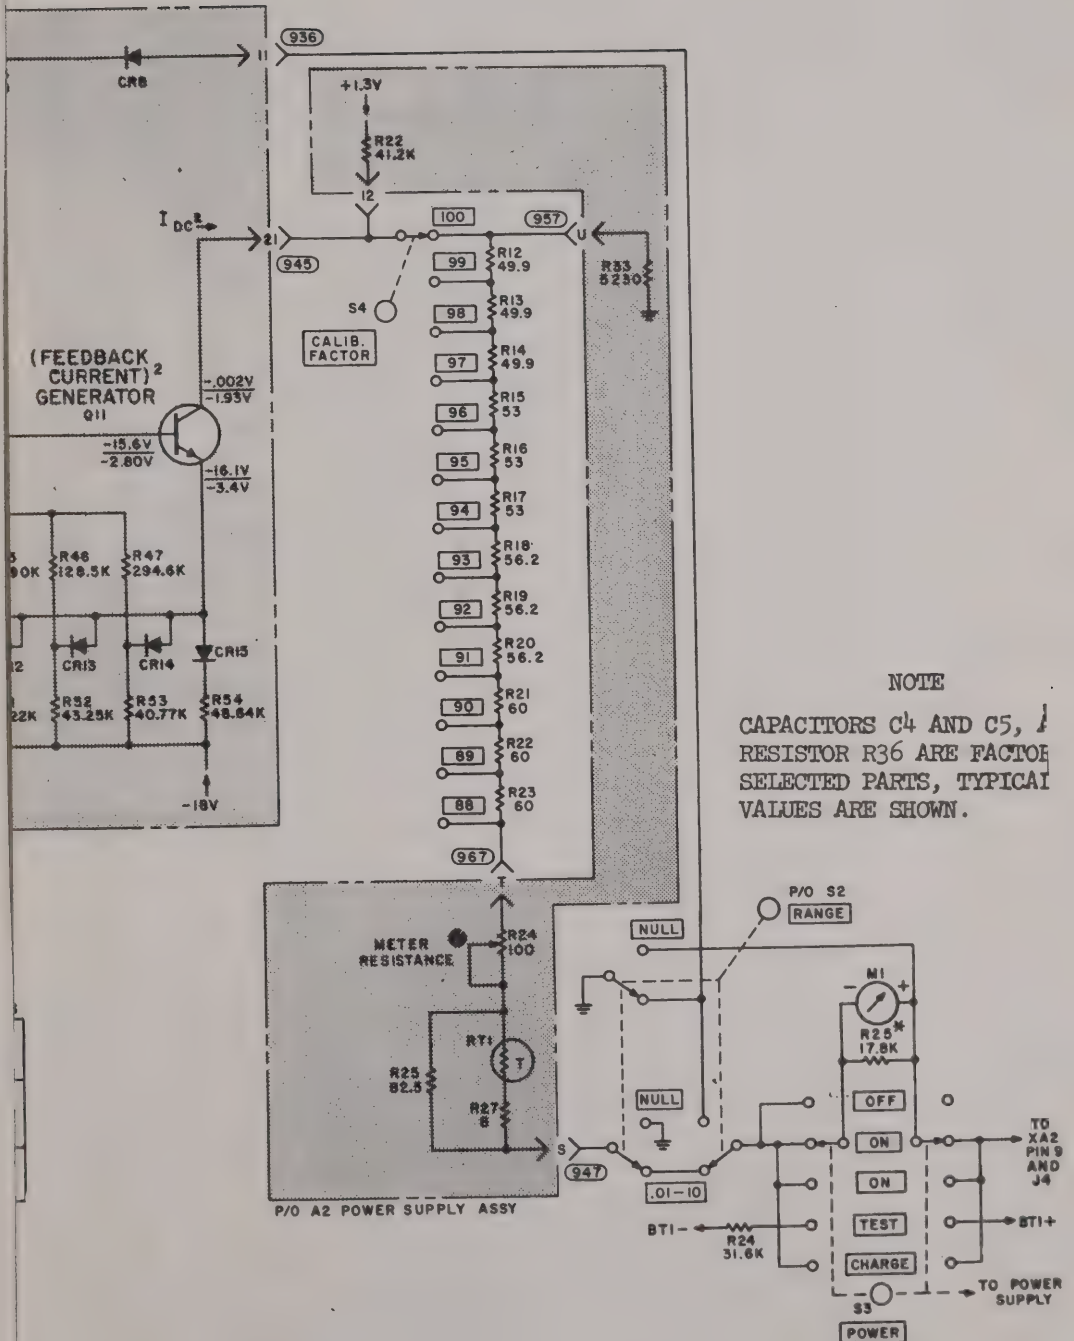 936
11
CR8
+1.3V
R22
41.2K
12
I DC²
21
945
100
957
U
R33
5230
S4
CALIB.
FACTOR
99
R12
49.9
98
R13
49.9
97
R14
49.9
96
R15
53
95
R16
53
94
R17
53
93
R18
56.2
92
R19
56.2
91
R20
56.2
90
R21
60
89
R22
60
88
R23
60
967
T
(FEEDBACK
CURRENT)²
GENERATOR
Q11
-.002V
-1.93V
-15.6V
-2.80V
-16.1V
-3.4V
90K
R46
128.5K
R47
294.6K
12
CR13
CR14
CR15
22K
R52
43.25K
R53
40.77K
R54
48.64K
-18V
NOTE
CAPACITORS C4 AND C5,
RESISTOR R36 ARE FACTOR
SELECTED PARTS, TYPICAL
VALUES ARE SHOWN.
METER
RESISTANCE
R24
100
RT1
T
R25
82.5
R27
8
S
947
P/O A2 POWER SUPPLY ASSY
P/O S2
RANGE
NULL
NULL
.01-10
M1
- +
R25*
17.8K
OFF
ON
ON
TEST
CHARGE
TO
XA2
PIN 9
AND
J4
BT1-
R24
31.6K
BT1+
S3
TO POWER
SUPPLY
POWER